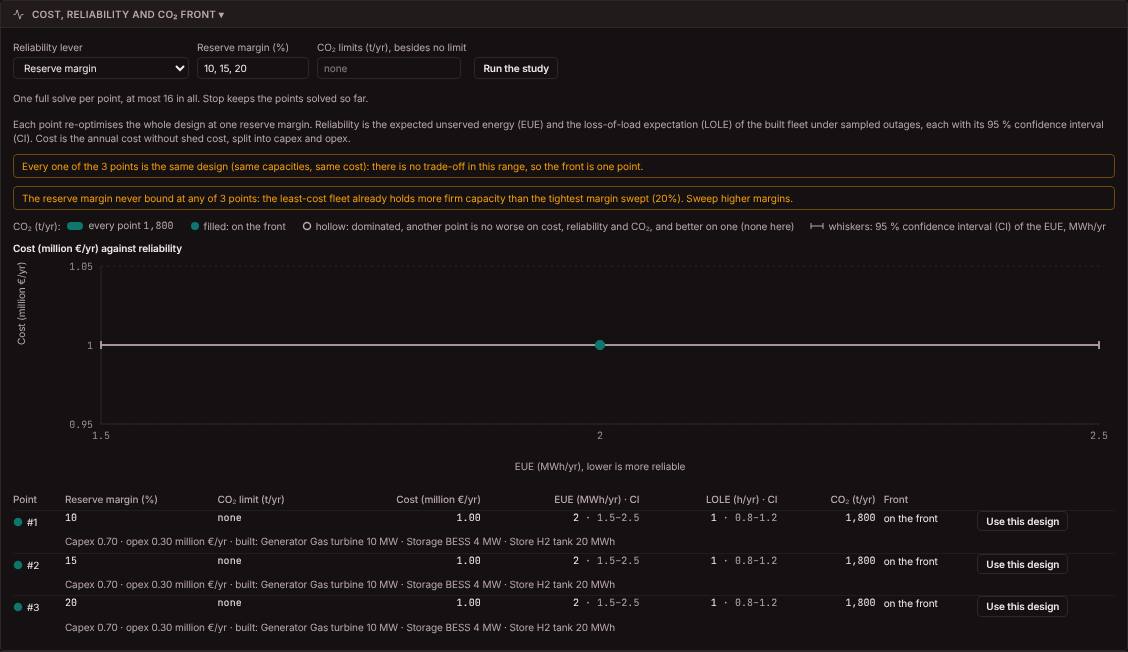 COST, RELIABILITY AND CO₂ FRONT ▾
Reliability lever
Reserve margin (%)
CO₂ limits (t/yr), besides no limit
Reserve margin
10, 15, 20
none
Run the study
One full solve per point, at most 16 in all. Stop keeps the points solved so far.
Each point re-optimises the whole design at one reserve margin. Reliability is the expected unserved energy (EUE) and the loss-of-load expectation (LOLE) of the built fleet under sampled outages, each with its 95 % confidence interval
(CI). Cost is the annual cost without shed cost, split into capex and opex.
Every one of the 3 points is the same design (same capacities, same cost): there is no trade-off in this range, so the front is one point.
The reserve margin never bound at any of 3 points: the least-cost fleet already holds more firm capacity than the tightest margin swept (20%). Sweep higher margins.
CO₂ (t/yr): every point 1,800 filled: on the front hollow: dominated, another point is no worse on cost, reliability and CO₂, and better on one (none here) whiskers: 95 % confidence interval (CI) of the EUE, MWh/yr
Cost (million €/yr) against reliability
Cost (million €/yr)
1.05
1
0.95
1.5 2 2.5
EUE (MWh/yr), lower is more reliable
Point Reserve margin (%) CO₂ limit (t/yr) Cost (million €/yr) EUE (MWh/yr) · CI LOLE (h/yr) · CI CO₂ (t/yr) Front
#1 10 none 1.00 2 · 1.5–2.5 1 · 0.8–1.2 1,800 on the front Use this design
Capex 0.70 · opex 0.30 million €/yr · built: Generator Gas turbine 10 MW · Storage BESS 4 MW · Store H2 tank 20 MWh
#2 15 none 1.00 2 · 1.5–2.5 1 · 0.8–1.2 1,800 on the front Use this design
Capex 0.70 · opex 0.30 million €/yr · built: Generator Gas turbine 10 MW · Storage BESS 4 MW · Store H2 tank 20 MWh
#3 20 none 1.00 2 · 1.5–2.5 1 · 0.8–1.2 1,800 on the front Use this design
Capex 0.70 · opex 0.30 million €/yr · built: Generator Gas turbine 10 MW · Storage BESS 4 MW · Store H2 tank 20 MWh